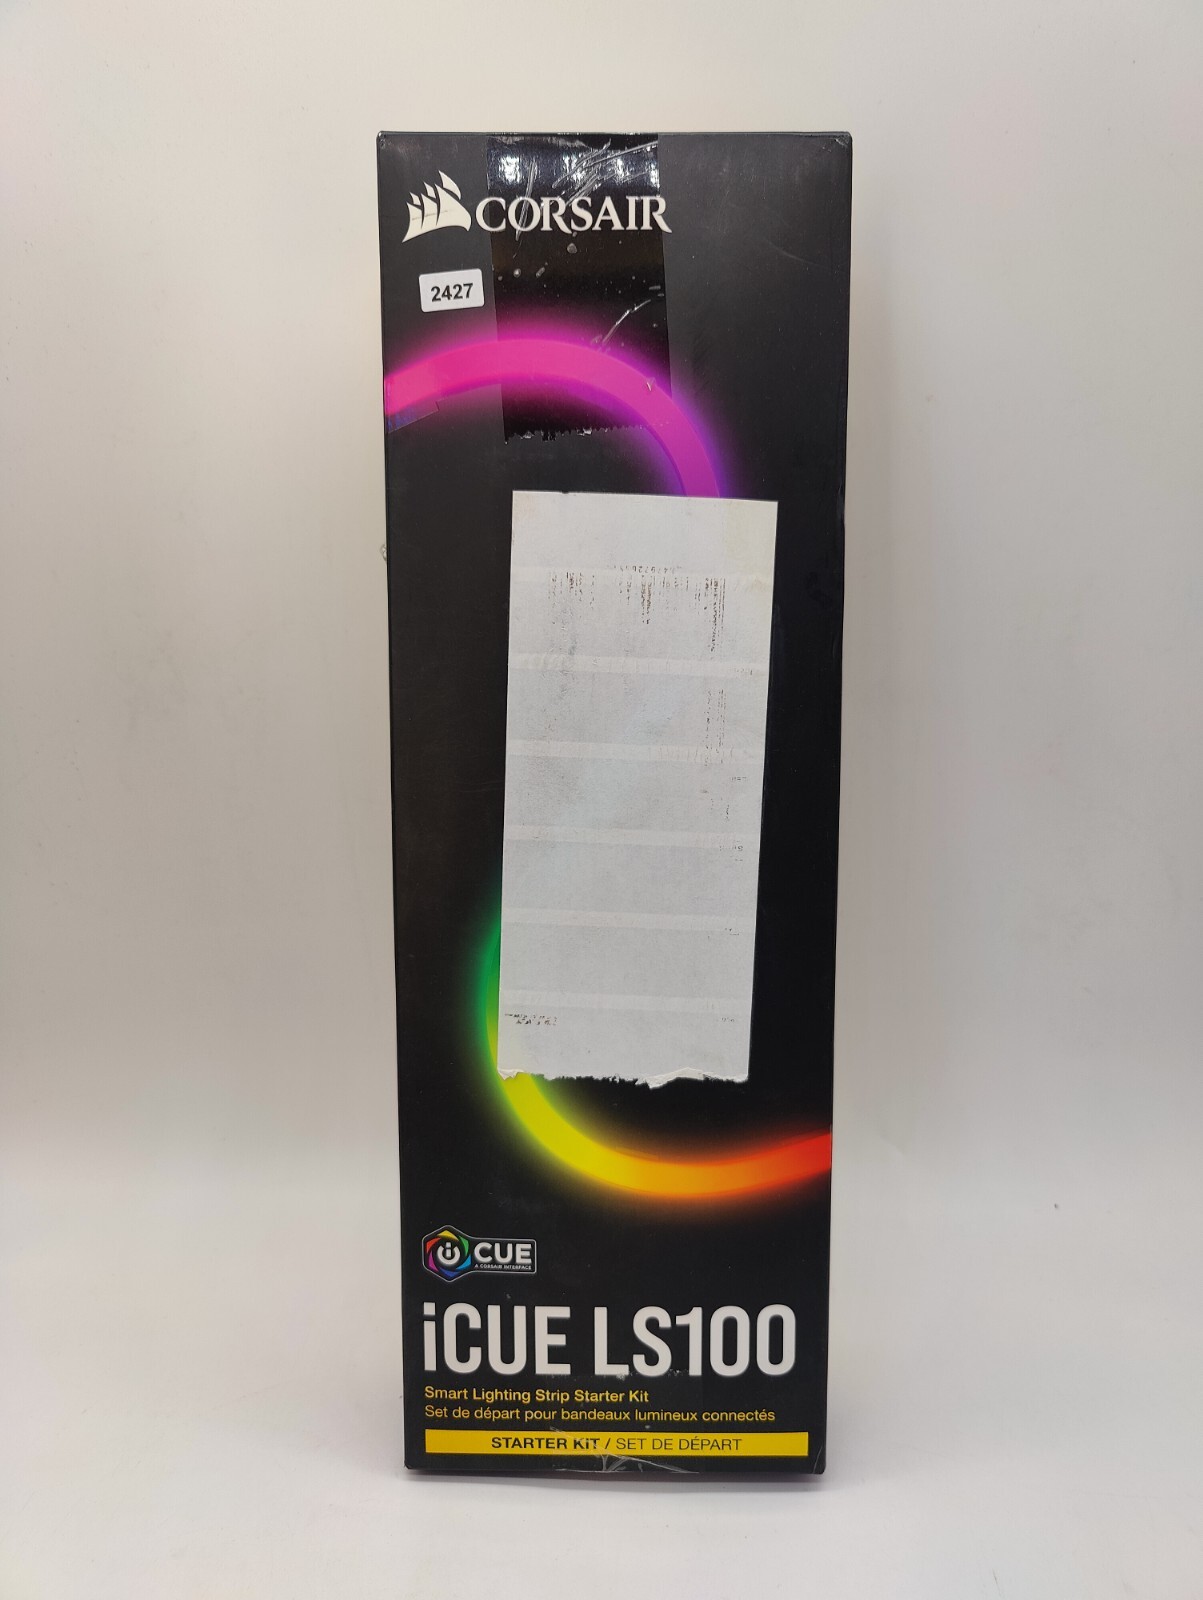 CORSAIR
2427
iCUE
A CORSAIR INTERFACE
iCUE LS100
Smart Lighting Strip Starter Kit
Set de départ pour bandeaux lumineux connectés
STARTER KIT / SET DE DÉPART